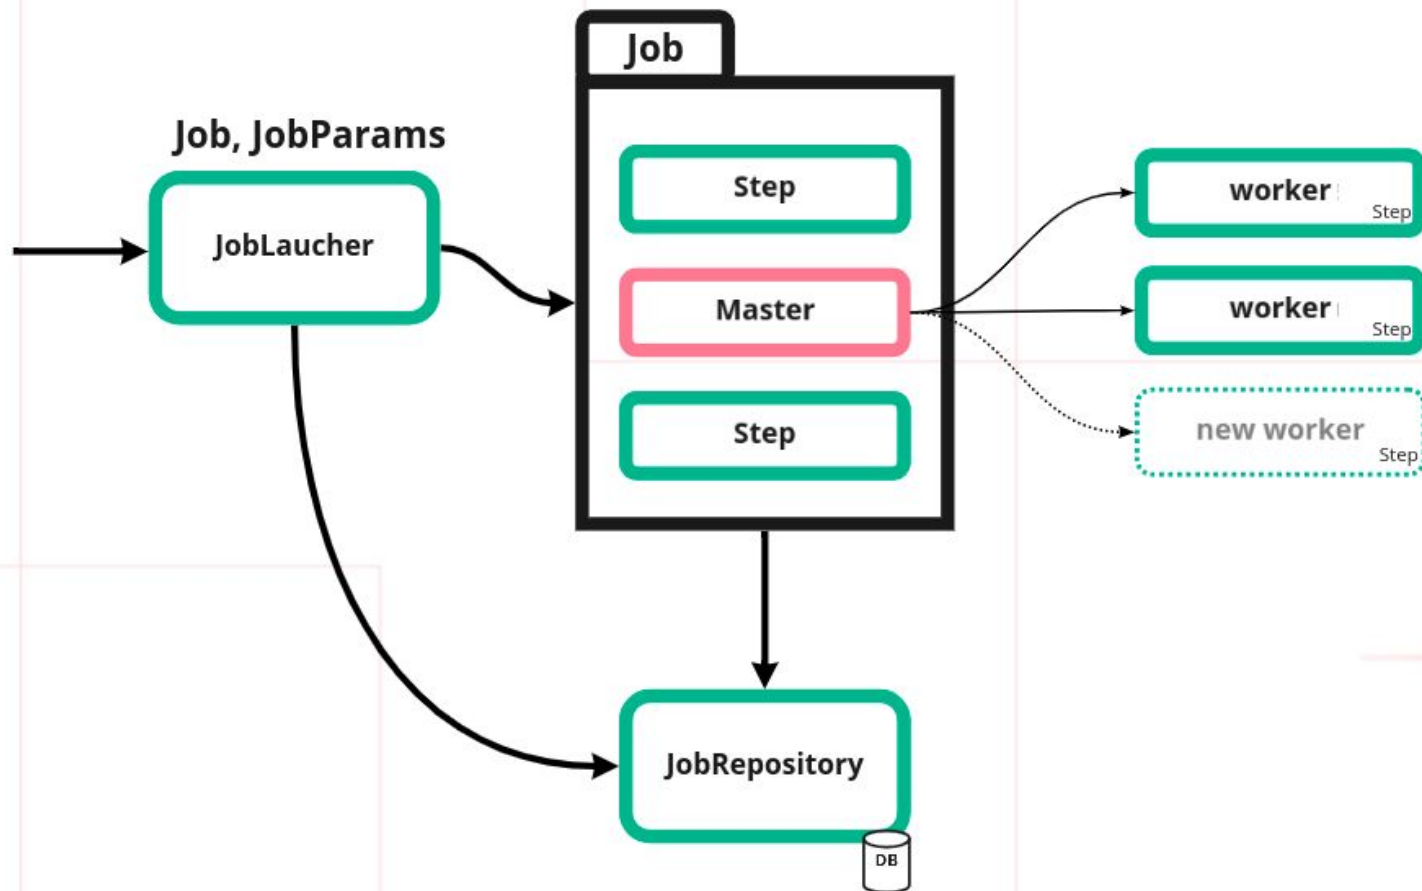 Job
Job, JobParams
JobLaucher
Step
Master
Step
worker
Step
worker
Step
new worker
Step
JobRepository
DB